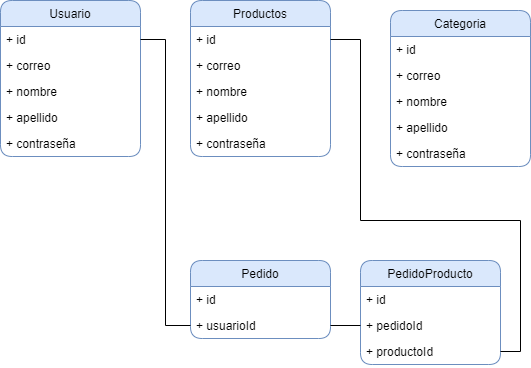 Usuario
+ id
+ correo
+ nombre
+ apellido
+ contraseña
Productos
+ id
+ correo
+ nombre
+ apellido
+ contraseña
Categoria
+ id
+ correo
+ nombre
+ apellido
+ contraseña
Pedido
+ id
+ usuarioId
PedidoProducto
+ id
+ pedidoId
+ productoId